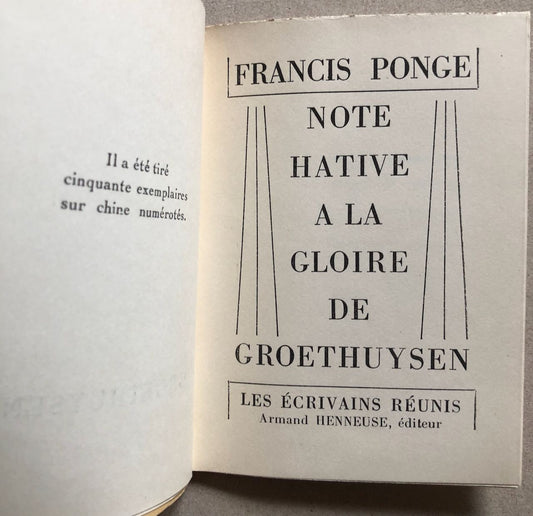 Il a été tiré
cinquante exemplaires
sur chine numérotés.
FRANCIS PONGE
NOTE
HATIVE
A LA
GLOIRE
DE
GROETHUYSEN
LES ÉCRIVAINS RÉUNIS
Armand HENNEUSE, éditeur